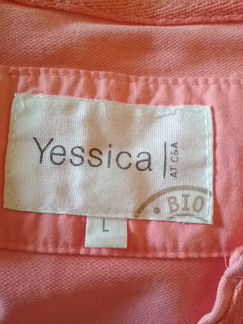 Yessica
AT C&A
BIO
L